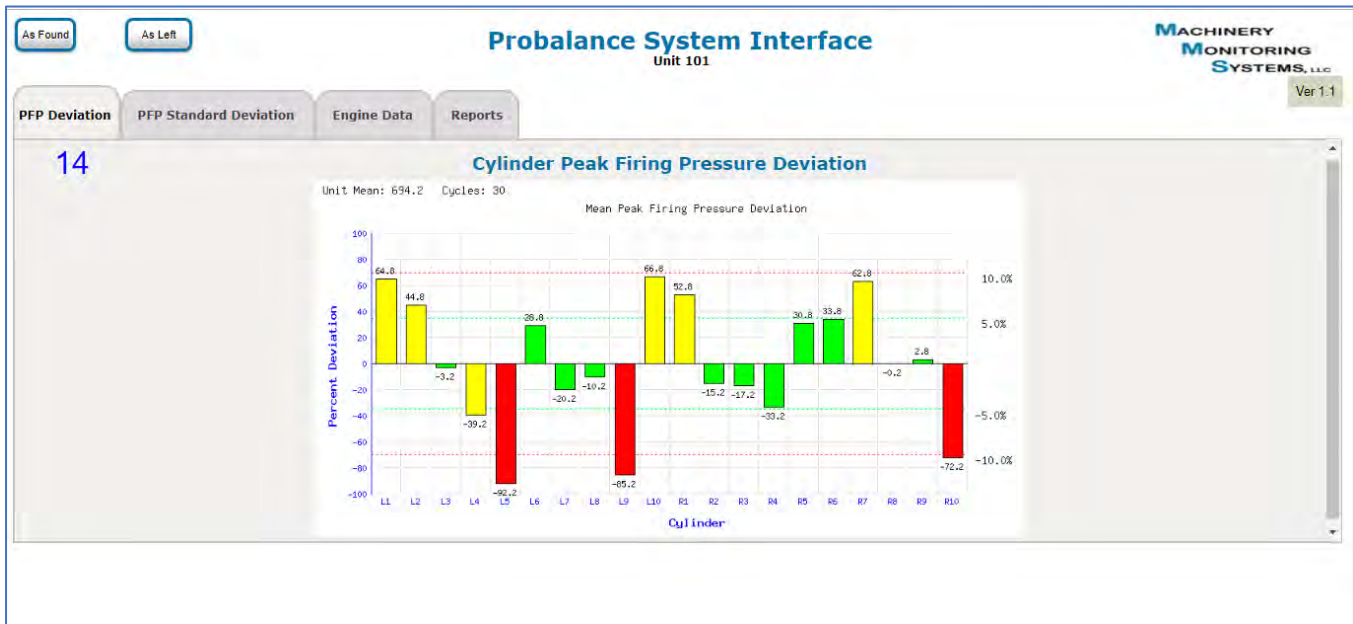 As Found
As Left
Probalance System Interface
Unit 101
MACHINERY
MONITORING
SYSTEMS, LLC
Ver 1.1
PFP Deviation
PFP Standard Deviation
Engine Data
Reports
14
Cylinder Peak Firing Pressure Deviation
Unit Mean: 694.2 Cycles: 30
Mean Peak Firing Pressure Deviation
100
80
60
40
20
0
-20
-40
-60
-80
-100
Percent Deviation
64.8
44.8
-3.2
-39.2
-92.2
28.8
-20.2
-10.2
-85.2
66.8
52.8
-15.2
-17.2
-33.2
30.8
33.8
62.8
-0.2
2.8
-72.2
10.0%
5.0%
-5.0%
-10.0%
L1 L2 L3 L4 L5 L6 L7 L8 L9 L10 R1 R2 R3 R4 R5 R6 R7 R8 R9 R10
Cylinder